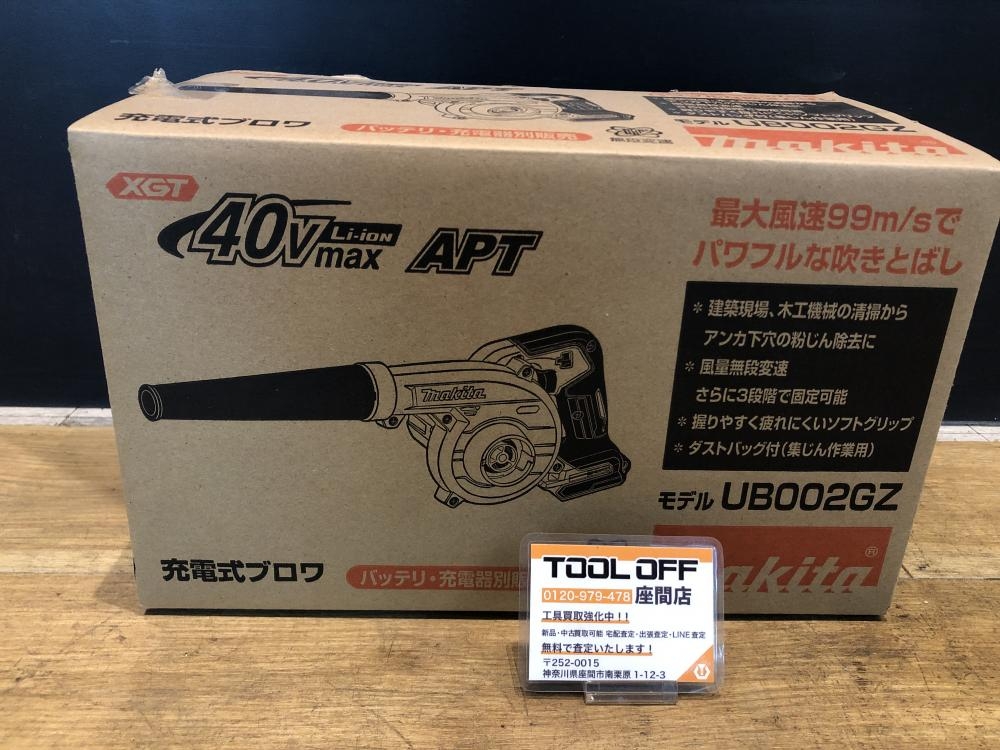 40V
APT
充電式ブロワ
バッテリ・充電器別販売
無段変速
モデル UB002GZ
makita
XGT
40Vmax Li-ion APT
最大風速99m/sで
パワフルな吹きとばし
* 建築現場、木工機械の清掃から
アンカ下穴の粉じん除去に
* 風量無段変速
さらに3段階で固定可能
* 握りやすく疲れにくいソフトグリップ
* ダストバッグ付(集じん作業用)
makita
モデル UB002GZ
充電式ブロワ
バッテリ・充電器別
akita®
TOOL OFF
0120-979-478 座間店
工具買取強化中!!
新品・中古買取可能 宅配査定・出張査定・LINE査定
無料で査定いたします!
〒252-0015
神奈川県座間市南栗原1-12-3